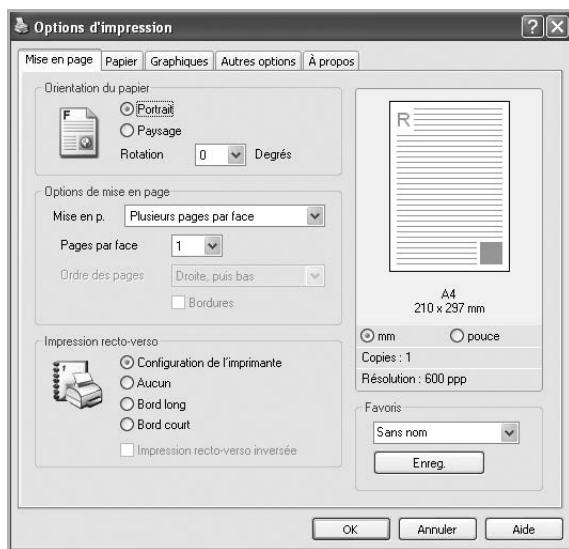 Options d'impression
Mise en page Papier Graphiques Autres options À propos
Orientation du papier
F
Portrait
Paysage
Rotation 0 Degrés
Options de mise en page
Mise en p. Plusieurs pages par face
Pages par face 1
Ordre des pages Droite, puis bas
Bordures
Impression recto-verso
Configuration de l'imprimante
Aucun
Bord long
Bord court
Impression recto-verso inversée
R
A4
210 x 297 mm
mm pouce
Copies : 1
Résolution : 600 ppp
Favoris
Sans nom
Enreg.
OK Annuler Aide